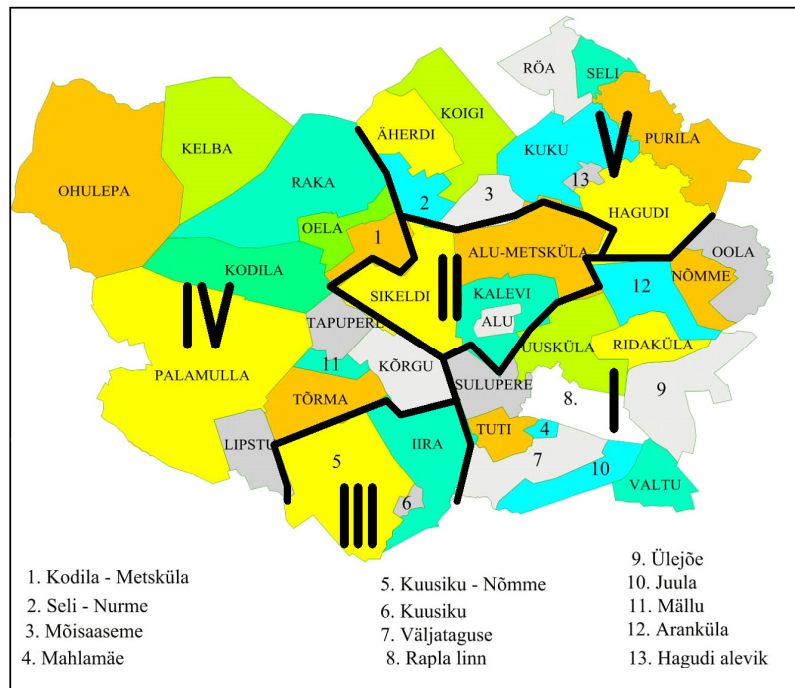 RÖA
SELI
KOIGI
ÄHERDI
PURILA
KELBA
KUKU
V
RAKA
13
OHULEPA
2
3
HAGUDI
OELA
1
ALU-METSKÜLA
OOLA
KODILA
II
NÕMME
SIKELDI
KALEVI
12
IV
TAPUPERE
ALU
UUSKÜLA
RIDAKÜLA
11
KÕRGU
PALAMULLA
SULUPERE
9
8.
I
TÕRMA
TUTI
4
LIPSTU
IIRA
5
7
10
VALTU
III
6
1. Kodila - Metsküla
2. Seli - Nurme
3. Mõisaaseme
4. Mahlamäe
5. Kuusiku - Nõmme
6. Kuusiku
7. Väljataguse
8. Rapla linn
9. Ülejõe
10. Juula
11. Mällu
12. Aranküla
13. Hagudi alevik